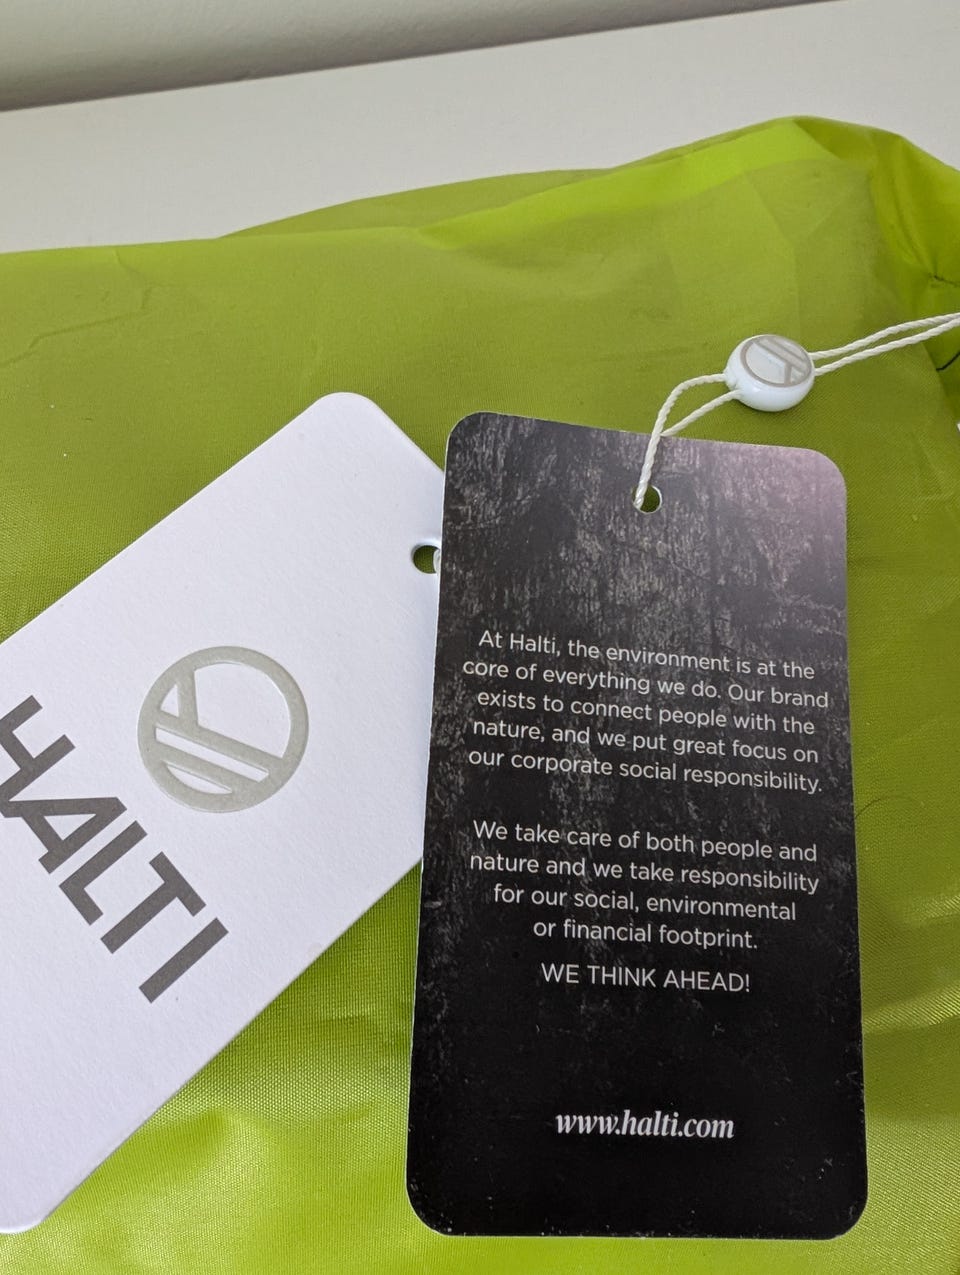 HALTI
At Halti, the environment is at the
core of everything we do. Our brand
exists to connect people with the
nature, and we put great focus on
our corporate social responsibility.
We take care of both people and
nature and we take responsibility
for our social, environmental
or financial footprint.
WE THINK AHEAD!
www.halti.com